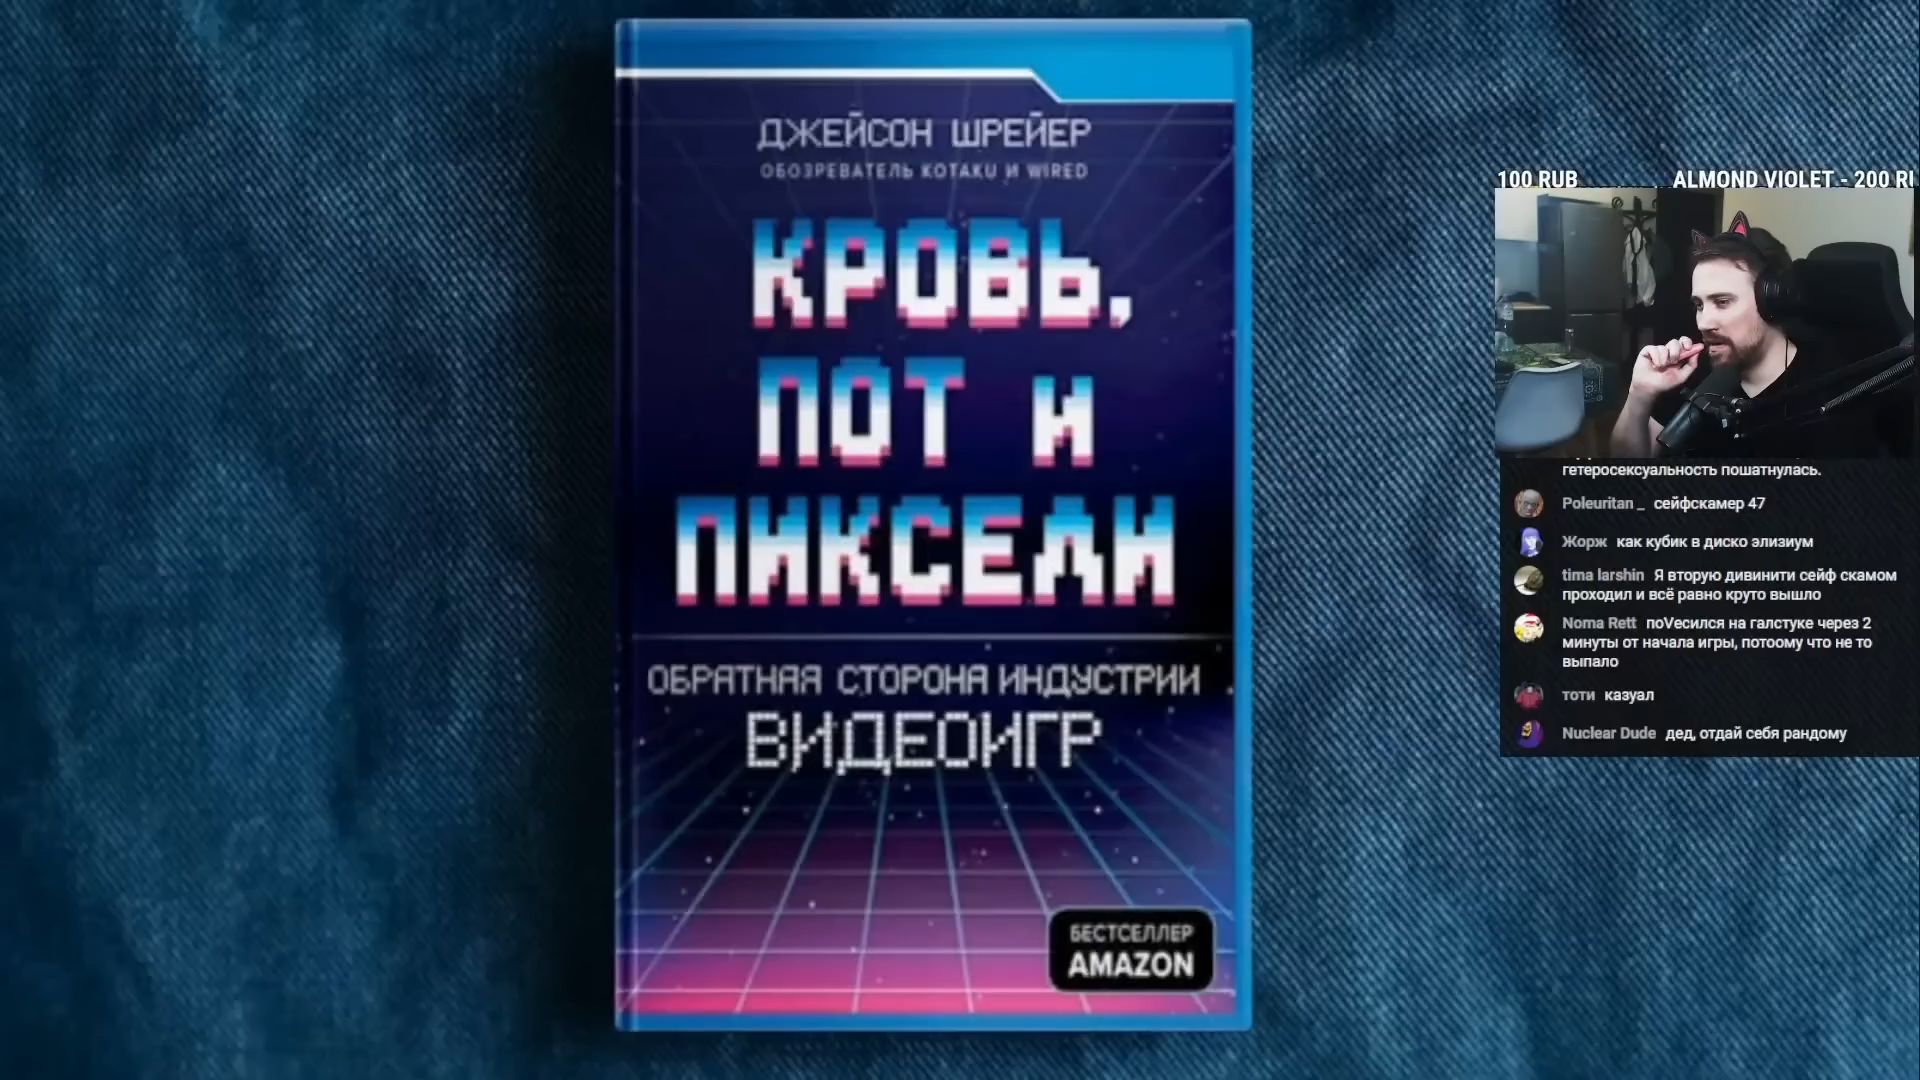 ДЖЕЙСОН ШРЕЙЕР
ОБОЗРЕВАТЕЛЬ KOTAKU И WIRED
КРОВЬ,
ПОТ И
ПИКСЕЛИ
ОБРАТНАЯ СТОРОНА ИНДУСТРИИ
ВИДЕОИГР
БЕСТСЕЛЛЕР
AMAZON
100 RUB ALMOND VIOLET - 200 RU
гетеросексуальность пошатнулась.
Poleuritan_ сейфскамер 47
Жорж как кубик в диско элизиум
tima larshin Я вторую дивинити сейф скамом
проходил и всё равно круто вышло
Noma Rett поVесился на галстуке через 2
минуты от начала игры, потоому что не то
выпало
тоти казуал
Nuclear Dude дед, отдай себя рандому